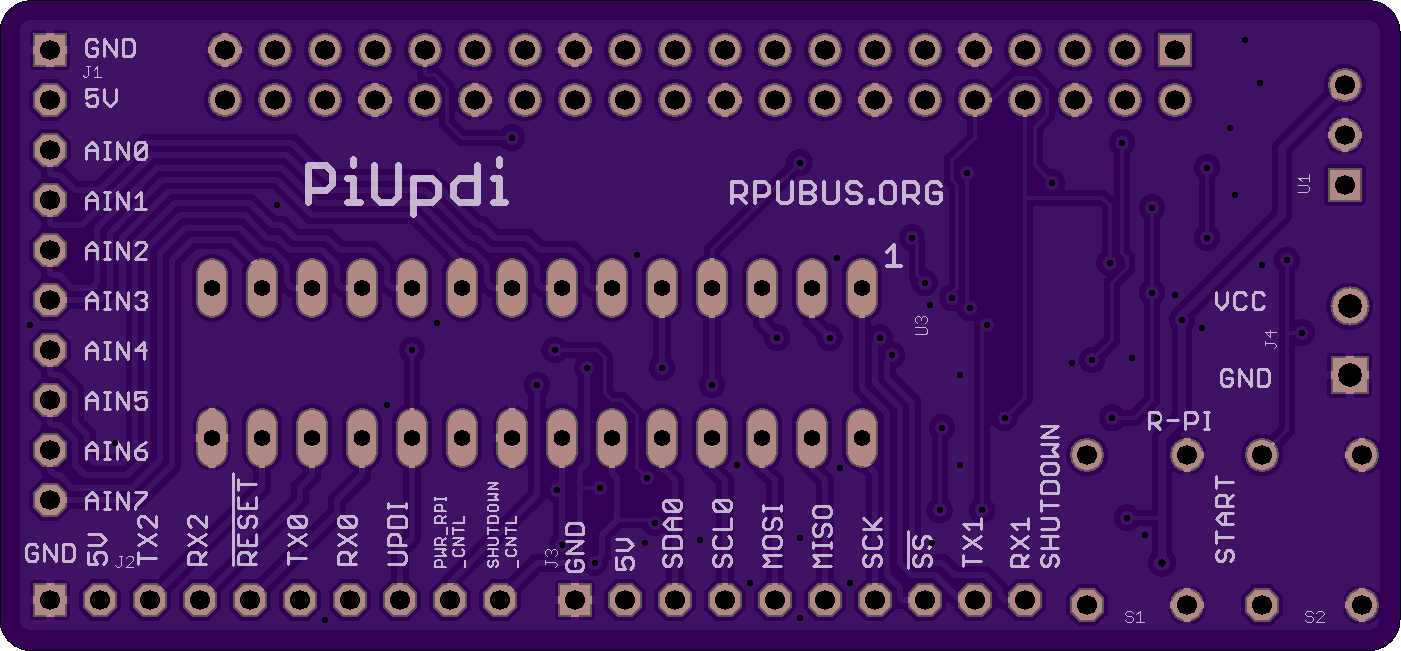 GND
J1
5V
AIN0
AIN1
AIN2
AIN3
AIN4
AIN5
AIN6
AIN7
PiUpdi
RPUBUS.ORG
1
U3
U1
VCC
J4
GND
R-PI
SHUTDOWN
START
GND
5V
J2
TX2
RX2
RESET
TX0
RX0
UPDI
PWR_RPI
_CNTL
SHUTDOWN
_CNTL
J3
GND
5V
SDA0
SCL0
MOSI
MISO
SCK
SS
TX1
RX1
S1
S2